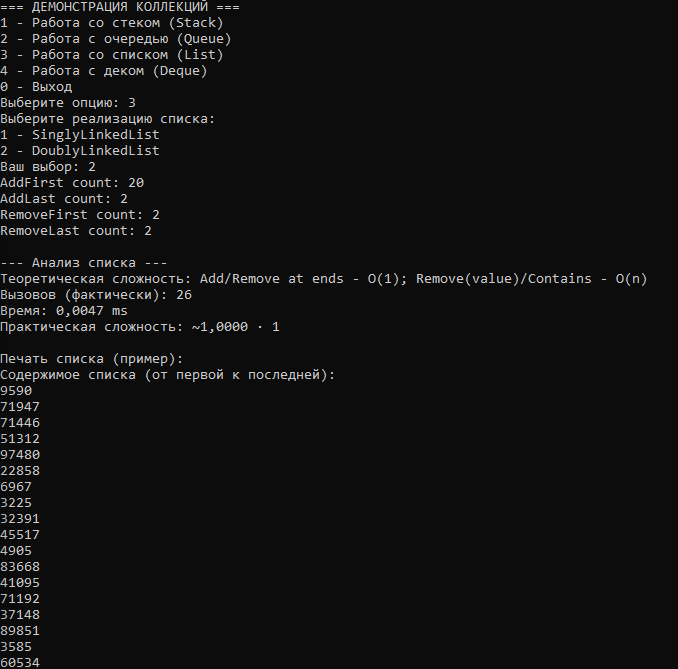 === ДЕМОНСТРАЦИЯ КОЛЛЕКЦИЙ ===
1 - Работа со стеком (Stack)
2 - Работа с очередью (Queue)
3 - Работа со списком (List)
4 - Работа с деком (Deque)
0 - Выход
Выберите опцию: 3
Выберите реализацию списка:
1 - SinglyLinkedList
2 - DoublyLinkedList
Ваш выбор: 2
AddFirst count: 20
AddLast count: 2
RemoveFirst count: 2
RemoveLast count: 2
--- Анализ списка ---
Теоретическая сложность: Add/Remove at ends - O(1); Remove(value)/Contains - O(n)
Вызовов (фактически): 26
Время: 0,0047 ms
Практическая сложность: ~1,0000 · 1
Печать списка (пример):
Содержимое списка (от первой к последней):
9590
71947
71446
51312
97480
22858
6967
3225
32391
45517
4905
83668
41095
71192
37148
89851
3585
60534